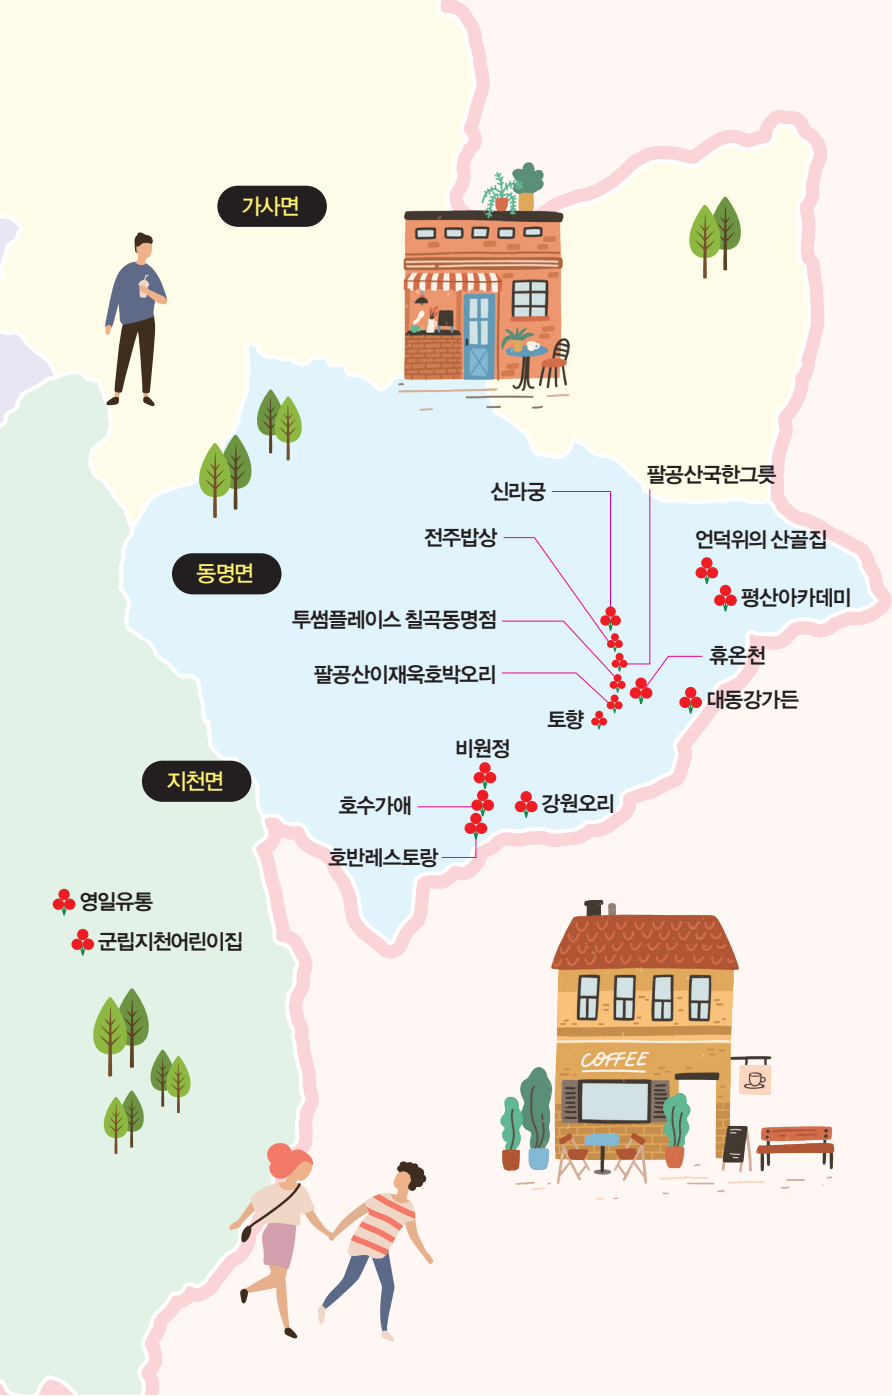 가사면
팔공산국한그릇
신라궁
전주밥상
언덕위의 산골집
동명면
평산아카데미
투썸플레이스 칠곡동명점
휴온천
팔공산이재욱호박오리
대동강가든
토향
비원정
지천면
호수가애
강원오리
호반레스토랑
영일유통
군립지천어린이집
COFFEE